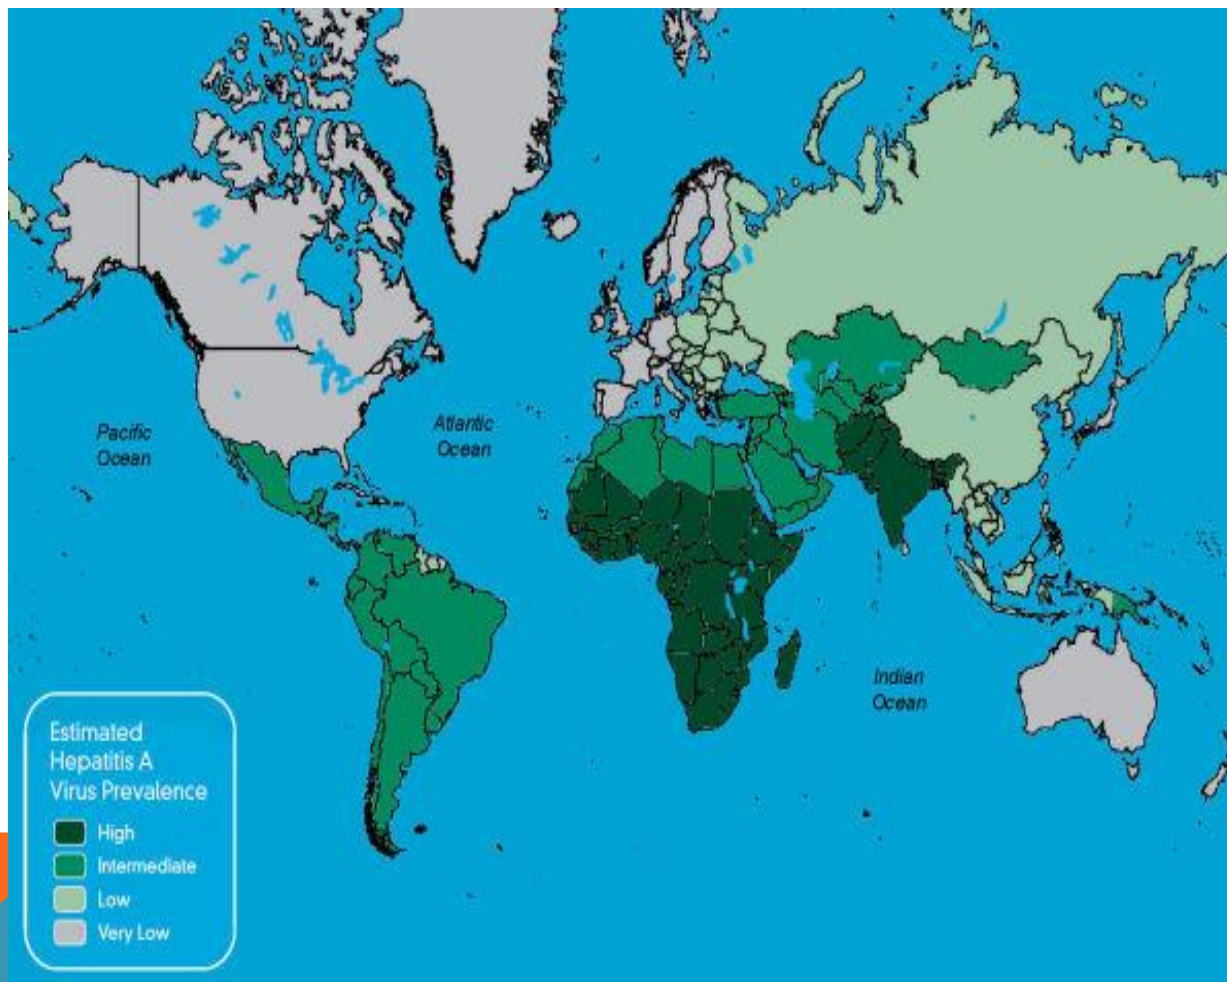 Pacific
Ocean
Atlantic
Ocean
Indian
Ocean
Estimated
Hepatitis A
Virus Prevalence
High
Intermediate
Low
Very Low